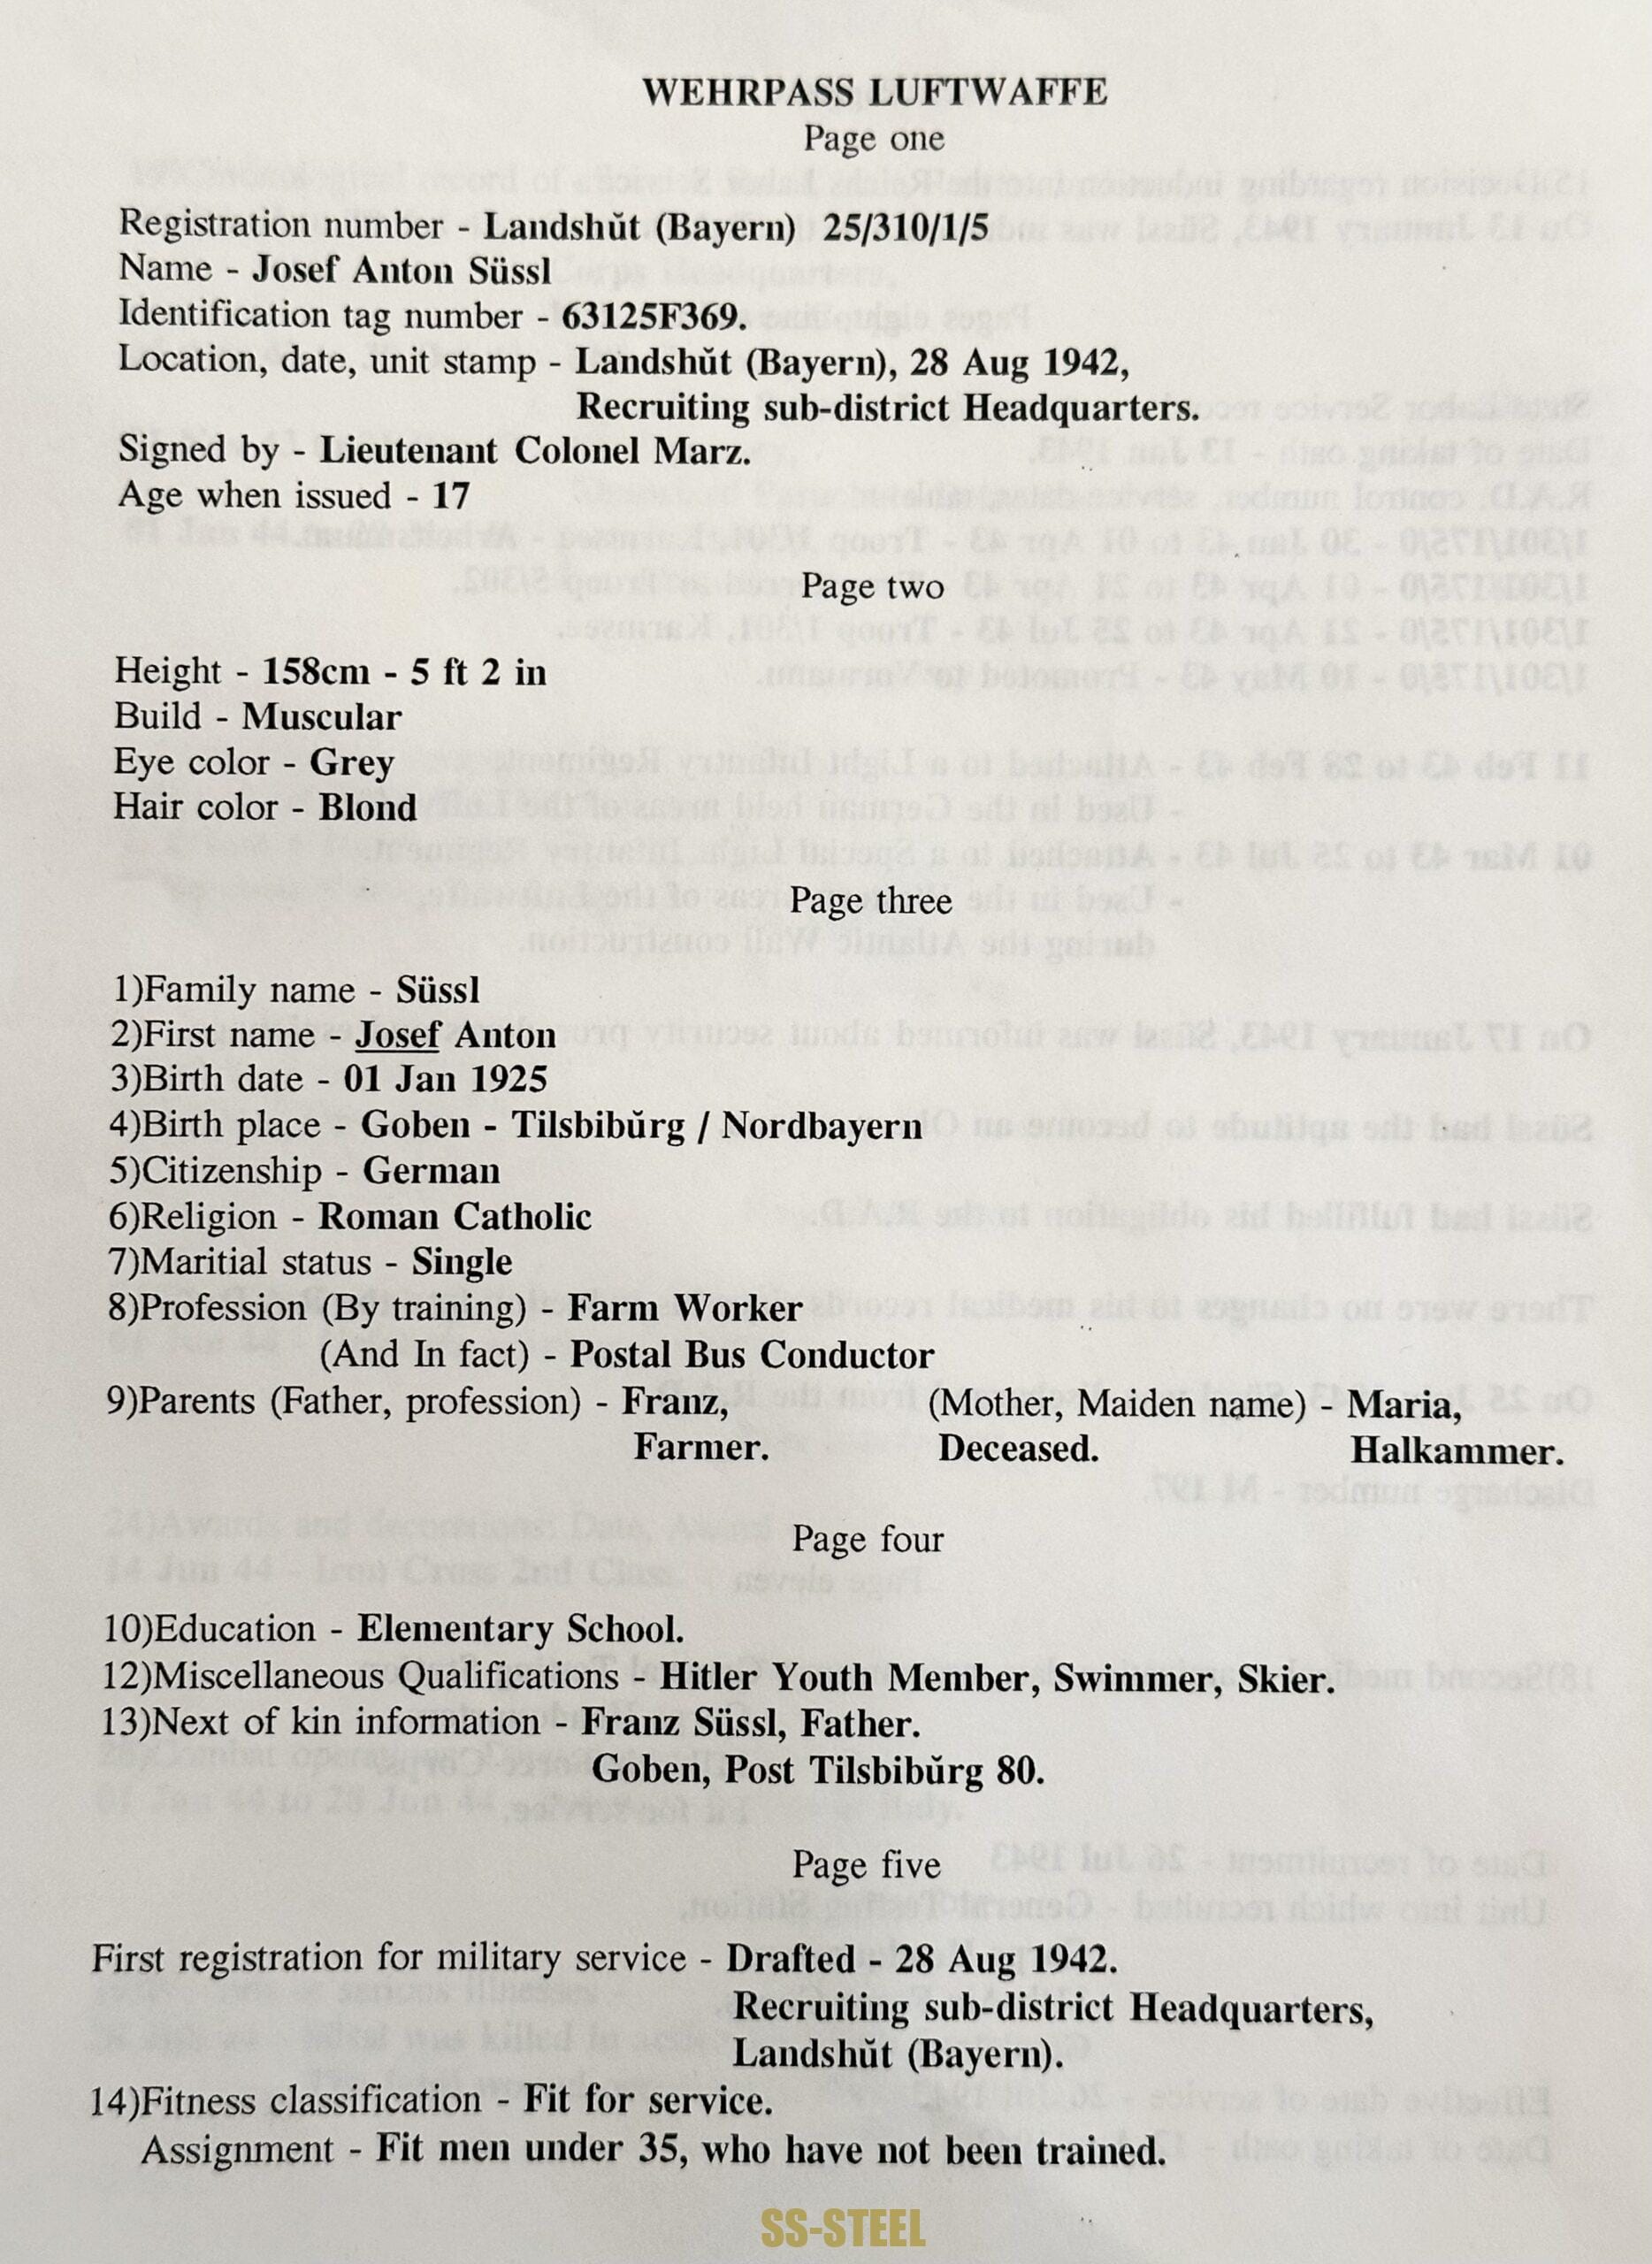 WEHRPASS LUFTWAFFE
Page one
Registration number - Landshŭt (Bayern) 25/310/1/5
Name - Josef Anton Süssl
Identification tag number - 63125F369.
Location, date, unit stamp - Landshŭt (Bayern), 28 Aug 1942,
Recruiting sub-district Headquarters.
Signed by - Lieutenant Colonel Marz.
Age when issued - 17
Page two
Height - 158cm - 5 ft 2 in
Build - Muscular
Eye color - Grey
Hair color - Blond
Page three
1)Family name - Süssl
2)First name - Josef Anton
3)Birth date - 01 Jan 1925
4)Birth place - Goben - Tilsbibŭrg / Nordbayern
5)Citizenship - German
6)Religion - Roman Catholic
7)Maritial status - Single
8)Profession (By training) - Farm Worker
(And In fact) - Postal Bus Conductor
9)Parents (Father, profession) - Franz, (Mother, Maiden name) - Maria,
Farmer. Deceased. Halkammer.
Page four
10)Education - Elementary School.
12)Miscellaneous Qualifications - Hitler Youth Member, Swimmer, Skier.
13)Next of kin information - Franz Süssl, Father.
Goben, Post Tilsbibŭrg 80.
Page five
First registration for military service - Drafted - 28 Aug 1942.
Recruiting sub-district Headquarters,
Landshŭt (Bayern).
14)Fitness classification - Fit for service.
Assignment - Fit men under 35, who have not been trained.
SS-STEEL